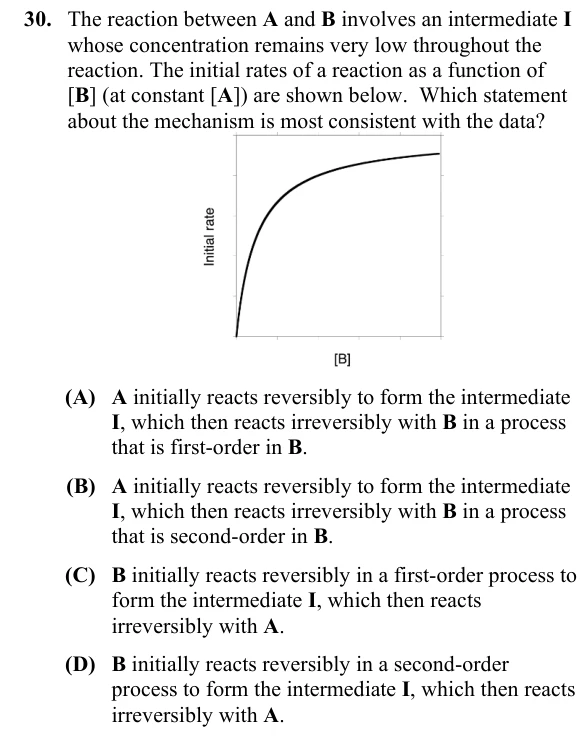 30. The reaction between A and B involves an intermediate I
whose concentration remains very low throughout the
reaction. The initial rates of a reaction as a function of
[B] (at constant [A]) are shown below. Which statement
about the mechanism is most consistent with the data?
Initial rate
[B]
(A) A initially reacts reversibly to form the intermediate
I, which then reacts irreversibly with B in a process
that is first-order in B.
(B) A initially reacts reversibly to form the intermediate
I, which then reacts irreversibly with B in a process
that is second-order in B.
(C) B initially reacts reversibly in a first-order process to
form the intermediate I, which then reacts
irreversibly with A.
(D) B initially reacts reversibly in a second-order
process to form the intermediate I, which then reacts
irreversibly with A.